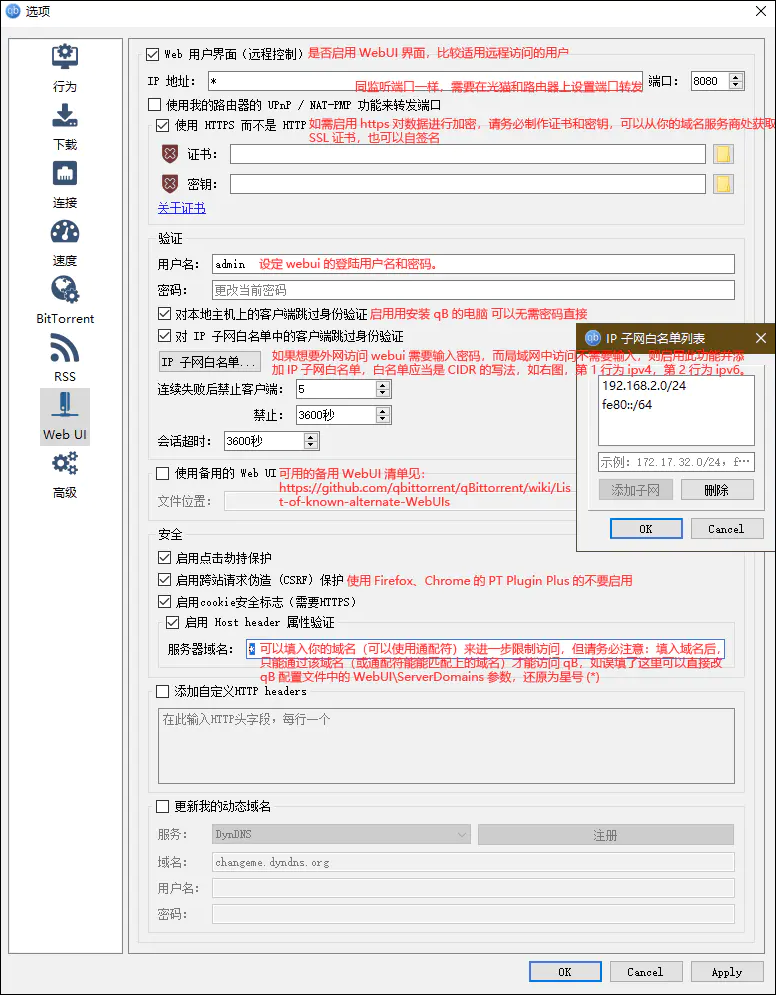 选项
行为
下载
连接
速度
BitTorrent
RSS
Web UI
高级
Web 用户界面（远程控制）是否启用 WebUI 界面，比较适用远程访问的用户
IP 地址： * 同监听端口一样，需要在光猫和路由器上设置端口转发 端口： 8080
使用我的路由器的 UPnP / NAT-PMP 功能来转发端口
使用 HTTPS 而不是 HTTP 如需启用 https 对数据进行加密，请务必制作证书和密钥，可以从你的域名服务商处获取
SSL 证书，也可以自签名
证书：
密钥：
关于证书
验证
用户名： admin 设定 webui 的登陆用户名和密码。
密码： 更改当前密码
对本地主机上的客户端跳过身份验证 启用用安装 qB 的电脑 可以无需密码直接
对 IP 子网白名单中的客户端跳过身份验证
IP 子网白名单... 如果想要外网访问 webui 需要输入密码，而局域网中访问不需要输入，则启用此功能并添
加 IP 子网白名单，白名单应当是 CIDR 的写法，如右图，第 1 行为 ipv4，第 2 行为 ipv6。
连续失败后禁止客户端： 5
禁止： 3600秒
会话超时： 3600秒
IP 子网白名单列表
192.168.2.0/24
fe80::/64
示例：172.17.32.0/24, f…
添加子网 删除
OK Cancel
使用备用的 Web UI 可用的备用 WebUI 清单见：
https://github.com/qbittorrent/qBittorrent/wiki/Lis
文件位置： t-of-known-alternate-WebUIs
安全
启用点击劫持保护
启用跨站请求伪造（CSRF）保护 使用 Firefox、Chrome 的 PT Plugin Plus 的不要启用
启用cookie安全标志（需要HTTPS）
启用 Host header 属性验证
服务器域名： * 可以填入你的域名（可以使用通配符）来进一步限制访问，但请务必注意：填入域名后，
只能通过该域名（或通配符能能匹配上的域名）才能访问 qB，如误填了这里可以直接改
qB 配置文件中的 WebUI\ServerDomains 参数，还原为星号 (*)
添加自定义HTTP headers
在此输入HTTP头字段，每行一个
更新我的动态域名
服务： DynDNS 注册
域名： changeme.dyndns.org
用户名：
密码：
OK Cancel Apply